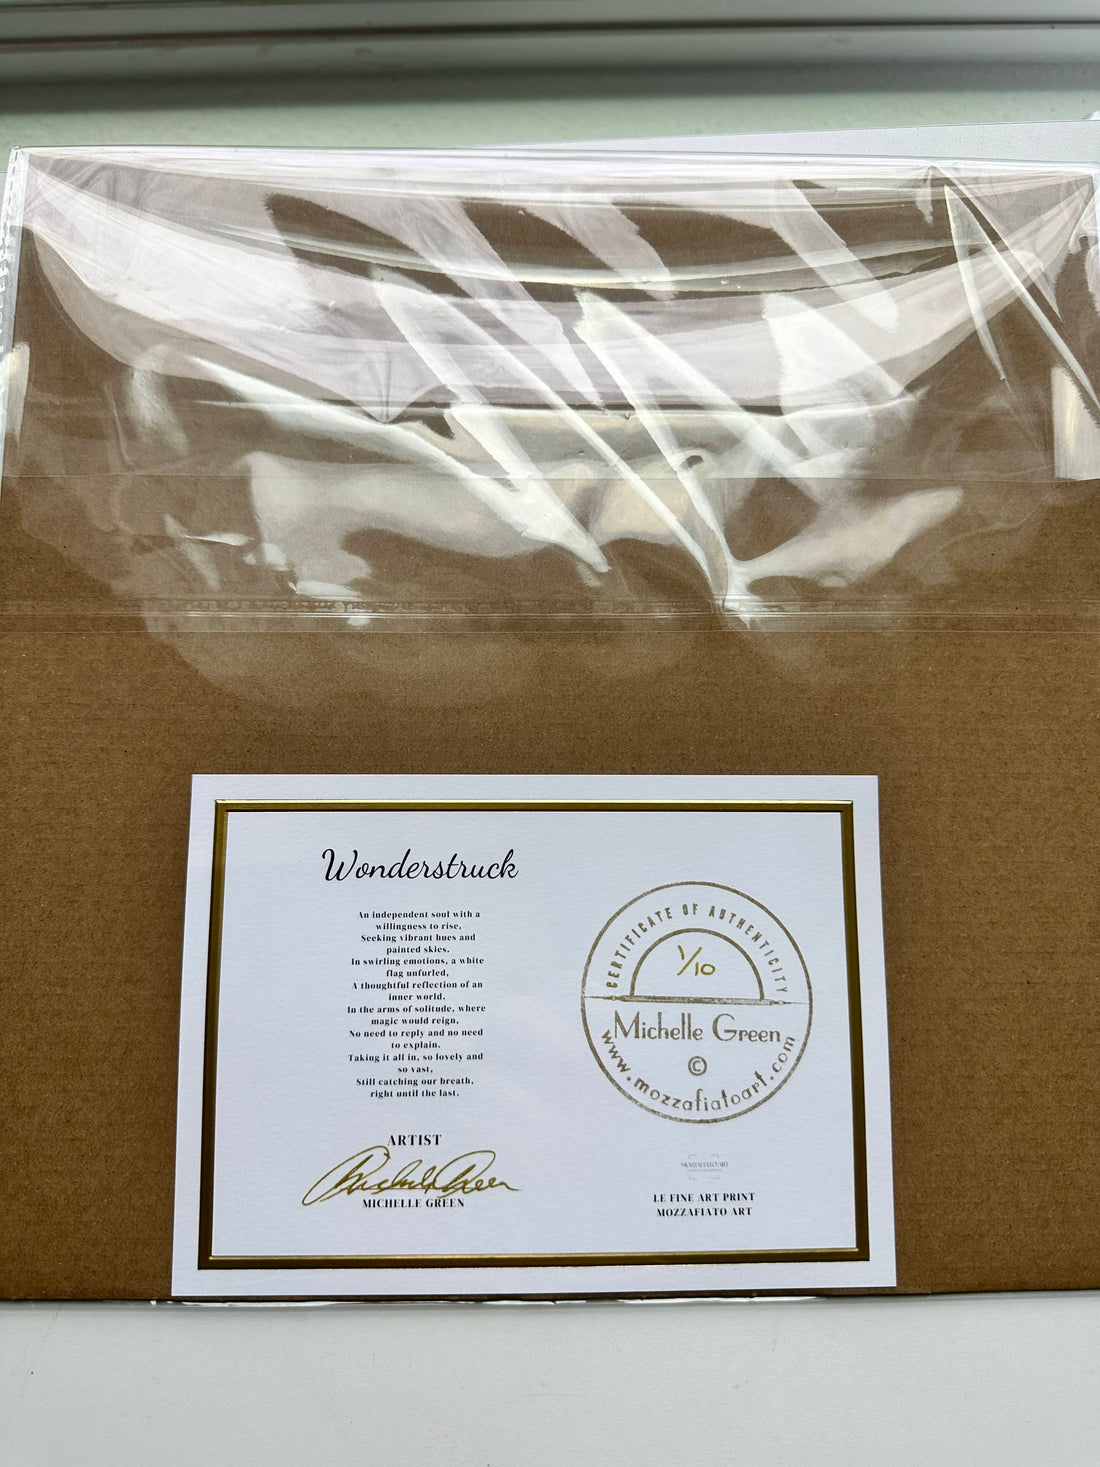 Wonderstruck
An independent soul with a
willingness to rise,
Seeking vibrant hues and
painted skies.
In swirling emotions, a white
flag unfurled,
A thoughtful reflection of an
inner world.
In the arms of solitude, where
magic would reign,
No need to reply and no need
to explain.
Taking it all in, so lovely and
so vast,
Still catching our breath,
right until the last.
ARTIST
Michelle Green
MICHELLE GREEN
CERTIFICATE OF AUTHENTICITY
1/10
Michelle Green
©
www.mozzafiatoart.com
MOZZAFIATO ART
LE FINE ART PRINT
MOZZAFIATO ART